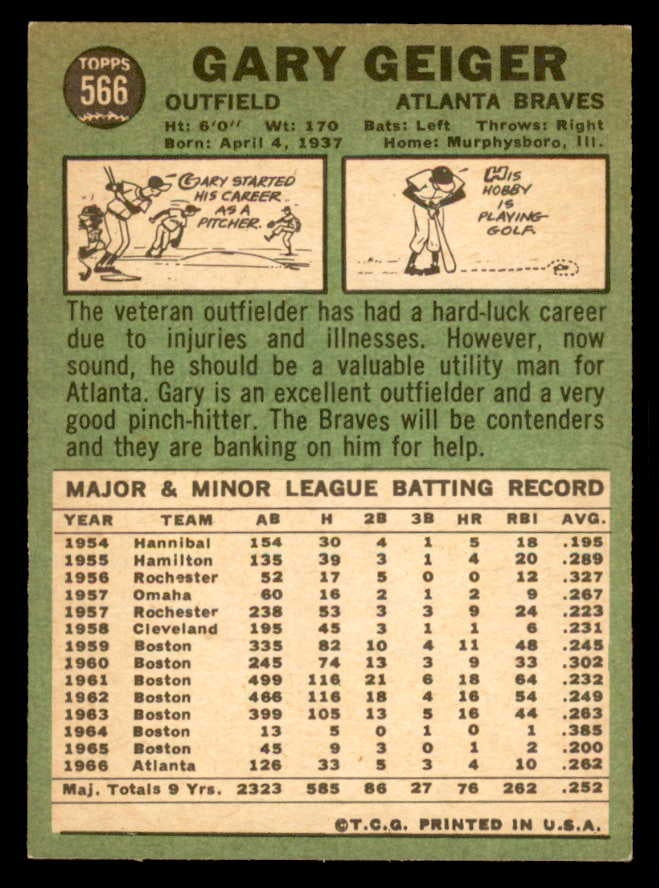 TOPPS
566
GARY GEIGER
OUTFIELD ATLANTA BRAVES
Ht: 6'0" Wt: 170 Bats: Left Throws: Right
Born: April 4, 1937 Home: Murphysboro, Ill.
GARY STARTED
HIS CAREER
AS A
PITCHER.
HIS
HOBBY
IS
PLAYING
GOLF.
The veteran outfielder has had a hard-luck career
due to injuries and illnesses. However, now
sound, he should be a valuable utility man for
Atlanta. Gary is an excellent outfielder and a very
good pinch-hitter. The Braves will be contenders
and they are banking on him for help.
MAJOR & MINOR LEAGUE BATTING RECORD
YEAR TEAM AB H 2B 3B HR RBI AVG.
1954 Hannibal 154 30 4 1 5 18 .195
1955 Hamilton 135 39 3 1 4 20 .289
1956 Rochester 52 17 5 0 0 12 .327
1957 Omaha 60 16 2 1 2 9 .267
1957 Rochester 238 53 3 3 9 24 .223
1958 Cleveland 195 45 3 1 1 6 .231
1959 Boston 335 82 10 4 11 48 .245
1960 Boston 245 74 13 3 9 33 .302
1961 Boston 499 116 21 6 18 64 .232
1962 Boston 466 116 18 4 16 54 .249
1963 Boston 399 105 13 5 16 44 .263
1964 Boston 13 5 0 1 0 1 .385
1965 Boston 45 9 3 0 1 2 .200
1966 Atlanta 126 33 5 3 4 10 .262
Maj. Totals 9 Yrs. 2323 585 86 27 76 262 .252
©T.C.G. PRINTED IN U.S.A.